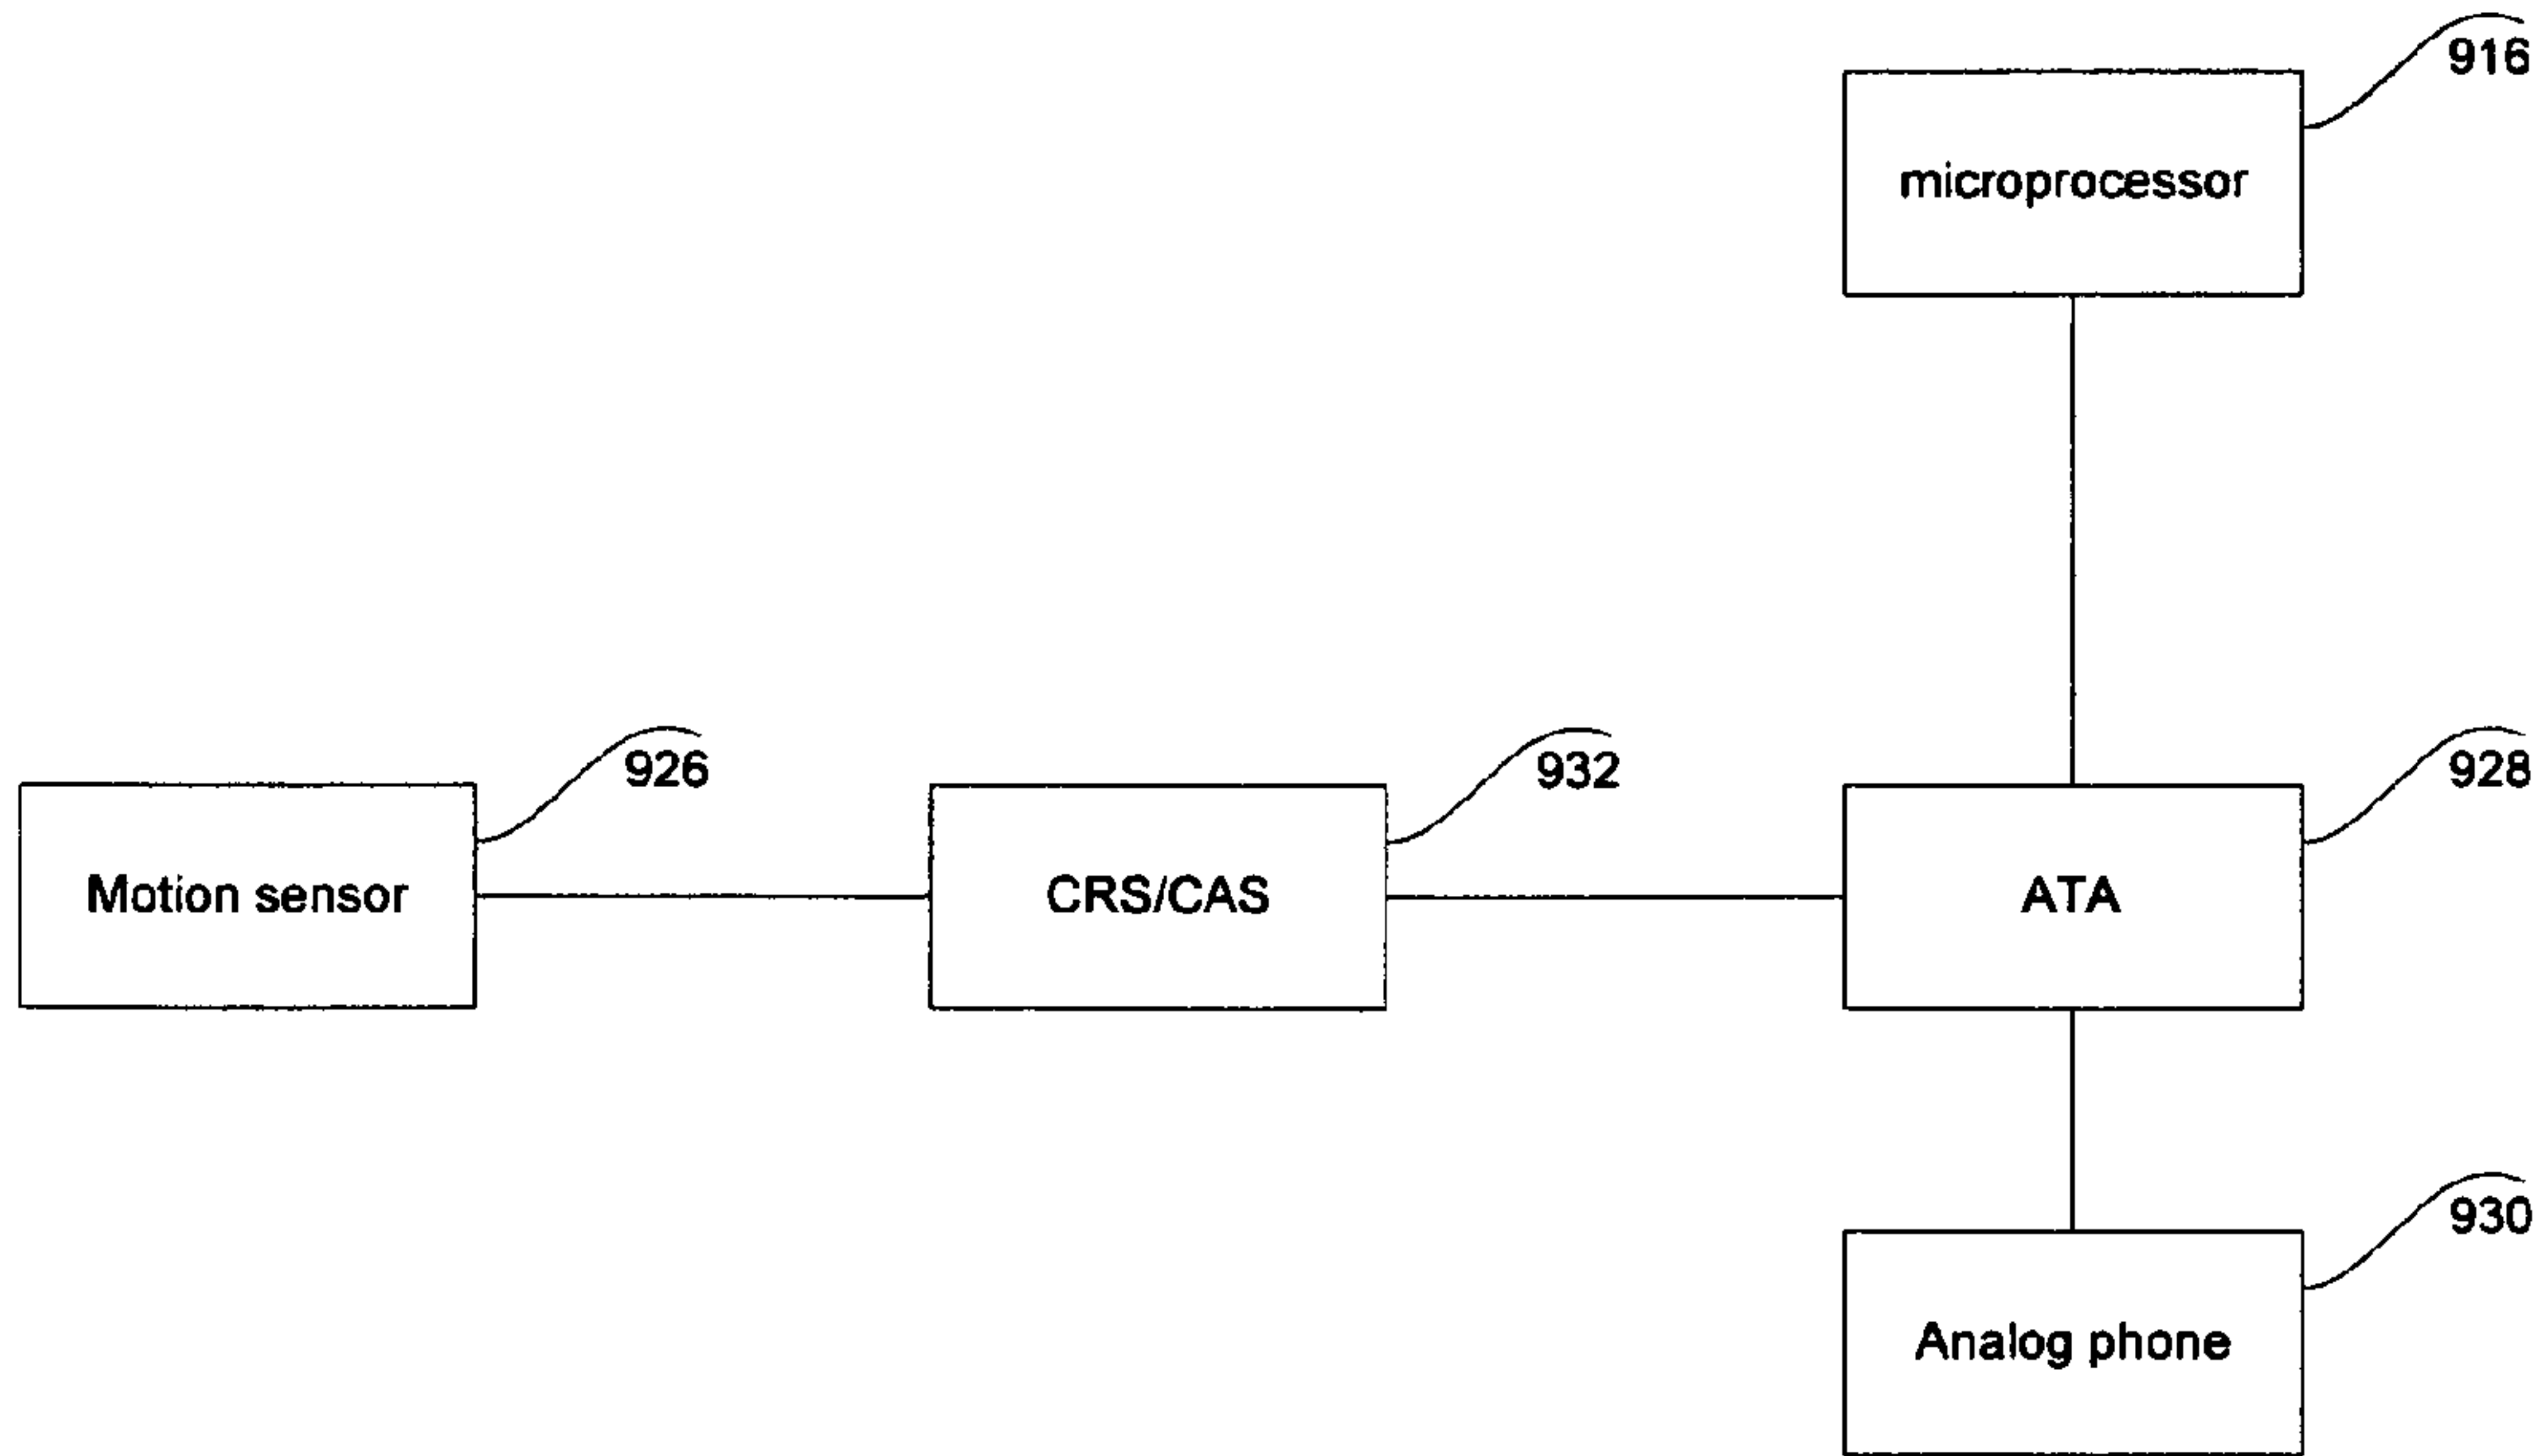 916
microprocessor
926
932
928
Motion sensor
CRS/CAS
ATA
930
Analog phone